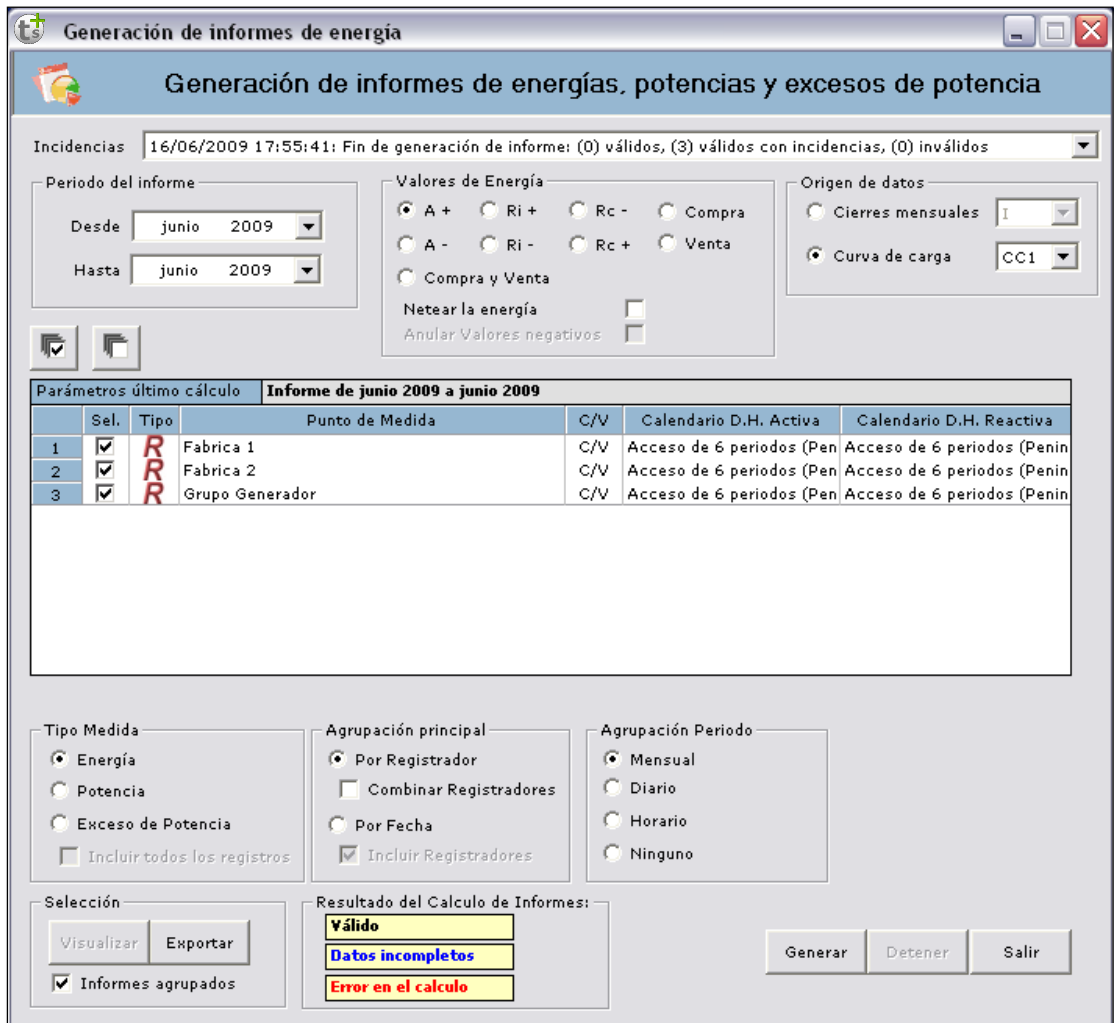 Generación de informes de energía
Generación de informes de energías, potencias y excesos de potencia
Incidencias 16/06/2009 17:55:41: Fin de generación de informe: (0) válidos, (3) válidos con incidencias, (0) inválidos
Periodo del informe
Desde junio 2009
Hasta junio 2009
Valores de Energía
A + Ri + Rc - Compra
A - Ri - Rc + Venta
Compra y Venta
Netear la energía
Anular Valores negativos
Origen de datos
Cierres mensuales I
Curva de carga CC1
Parámetros último cálculo Informe de junio 2009 a junio 2009
Sel. Tipo Punto de Medida C/V Calendario D.H. Activa Calendario D.H. Reactiva
1 R Fabrica 1 C/V Acceso de 6 periodos (Pen Acceso de 6 periodos (Penin
2 R Fabrica 2 C/V Acceso de 6 periodos (Pen Acceso de 6 periodos (Penin
3 R Grupo Generador C/V Acceso de 6 periodos (Pen Acceso de 6 periodos (Penin
Tipo Medida
Energía
Potencia
Exceso de Potencia
Incluir todos los registros
Agrupación principal
Por Registrador
Combinar Registradores
Por Fecha
Incluir Registradores
Agrupación Periodo
Mensual
Diario
Horario
Ninguno
Selección
Visualizar Exportar
Informes agrupados
Resultado del Calculo de Informes:
Válido
Datos incompletos
Error en el calculo
Generar Detener Salir